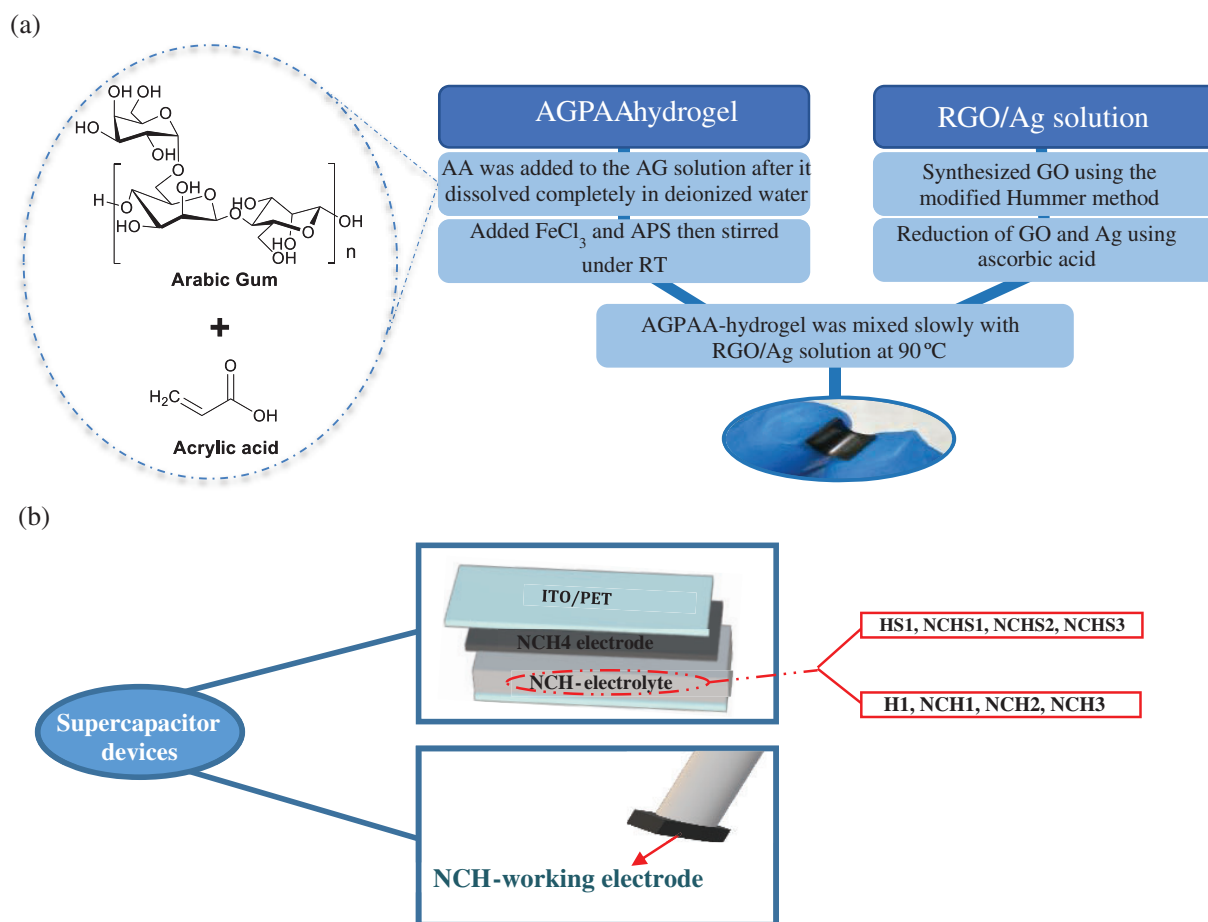 (a)
OH
OH
O
HO
HO
O
OH
O
H
O
HO
O
O
HO
O
OH
OH
OH
n
Arabic Gum
+
O
H₂C
OH
Acrylic acid
AGPAAhydrogel
AA was added to the AG solution after it
dissolved completely in deionized water
Added FeCl₃ and APS then stirred
under RT
RGO/Ag solution
Synthesized GO using the
modified Hummer method
Reduction of GO and Ag using
ascorbic acid
AGPAA-hydrogel was mixed slowly with
RGO/Ag solution at 90 ºC
(b)
Supercapacitor
devices
ITO/PET
NCH4 electrode
NCH-electrolyte
HS1, NCHS1, NCHS2, NCHS3
H1, NCH1, NCH2, NCH3
NCH-working electrode